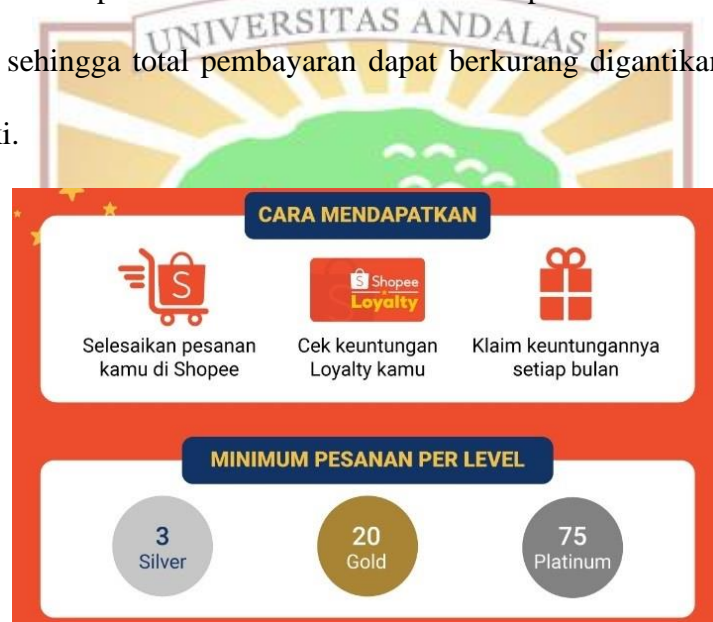 UNIVERSITAS ANDALAS
sehingga total pembayaran dapat berkurang digantikan
CARA MENDAPATKAN
S
S Shopee
Loyalty
Selesaikan pesanan
kamu di Shopee
Cek keuntungan
Loyalty kamu
Klaim keuntungannya
setiap bulan
MINIMUM PESANAN PER LEVEL
3
Silver
20
Gold
75
Platinum